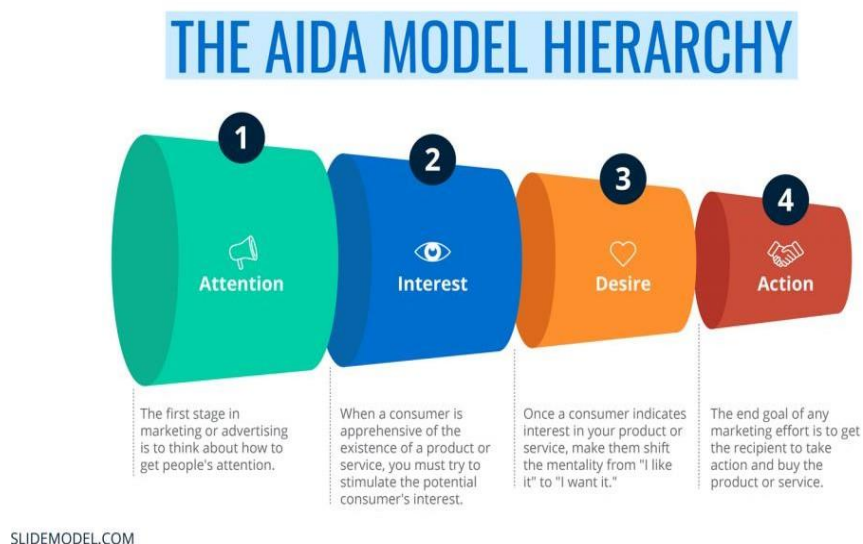 THE AIDA MODEL HIERARCHY
1
2
3
4
Attention
Interest
Desire
Action
The first stage in
marketing or advertising
is to think about how to
get people's attention.
When a consumer is
apprehensive of the
existence of a product or
service, you must try to
stimulate the potential
consumer's interest.
Once a consumer indicates
interest in your product or
service, make them shift
the mentality from "I like
it" to "I want it."
The end goal of any
marketing effort is to get
the recipient to take
action and buy the
product or service.
SLIDEMODEL.COM